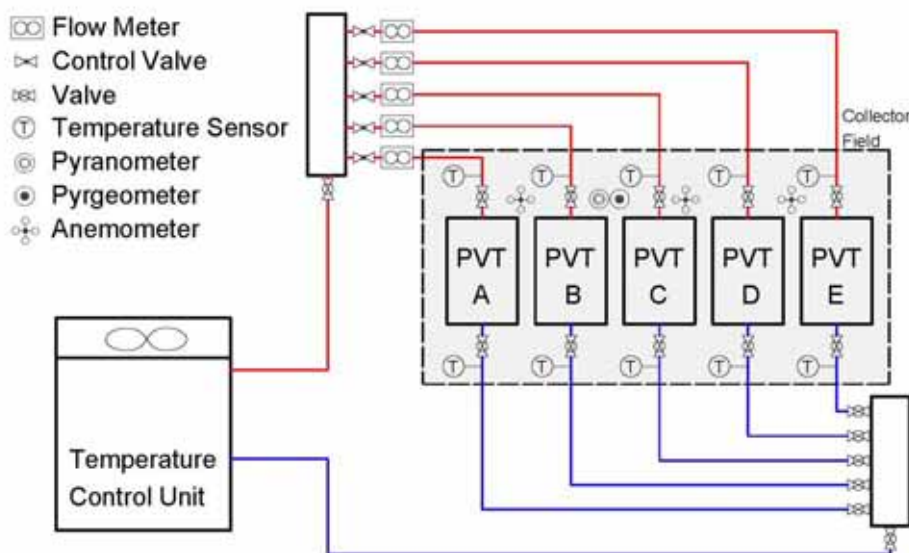 Flow Meter
Control Valve
Valve
T Temperature Sensor
Pyranometer
Pyrgeometer
Anemometer
Collector
Field
T T T T T
PVT PVT PVT PVT PVT
A B C D E
T T T T T
Temperature
Control Unit